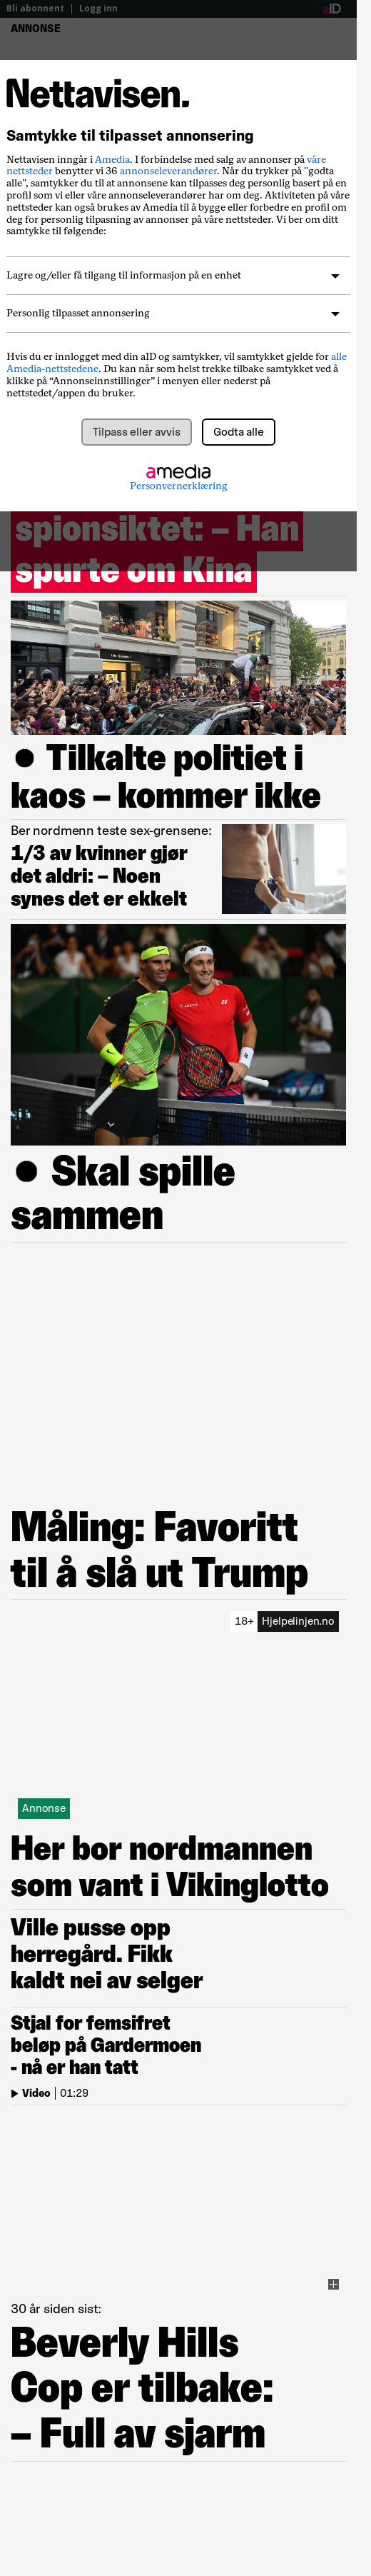 Bli abonnent | Logg inn
aID
ANNONSE
Nettavisen.
Samtykke til tilpasset annonsering
Nettavisen inngår i Amedia. I forbindelse med salg av annonser på våre
nettsteder benytter vi 36 annonseleverandører. Når du trykker på "godta
alle", samtykker du til at annonsene kan tilpasses deg personlig basert på en
profil som vi eller våre annonseleverandører har om deg. Aktiviteten på våre
nettsteder kan også brukes av Amedia til å bygge eller forbedre en profil om
deg for personlig tilpasning av annonser på våre nettsteder. Vi ber om ditt
samtykke til følgende:
Lagre og/eller få tilgang til informasjon på en enhet
Personlig tilpasset annonsering
Hvis du er innlogget med din aID og samtykker, vil samtykket gjelde for alle
Amedia-nettstedene. Du kan når som helst trekke tilbake samtykket ved å
klikke på “Annonseinnstillinger” i menyen eller nederst på
nettstedet/appen du bruker.
Tilpass eller avvis
Godta alle
amedia
Personvernerklæring
spionsiktet: – Han
spurte om Kina
● Tilkalte politiet i
kaos – kommer ikke
Ber nordmenn teste sex-grensene:
1/3 av kvinner gjør
det aldri: – Noen
synes det er ekkelt
● Skal spille
sammen
Måling: Favoritt
til å slå ut Trump
18+ Hjelpelinjen.no
Annonse
Her bor nordmannen
som vant i Vikinglotto
Ville pusse opp
herregård. Fikk
kaldt nei av selger
Stjal for femsifret
beløp på Gardermoen
- nå er han tatt
Video | 01:29
30 år siden sist:
Beverly Hills
Cop er tilbake:
– Full av sjarm